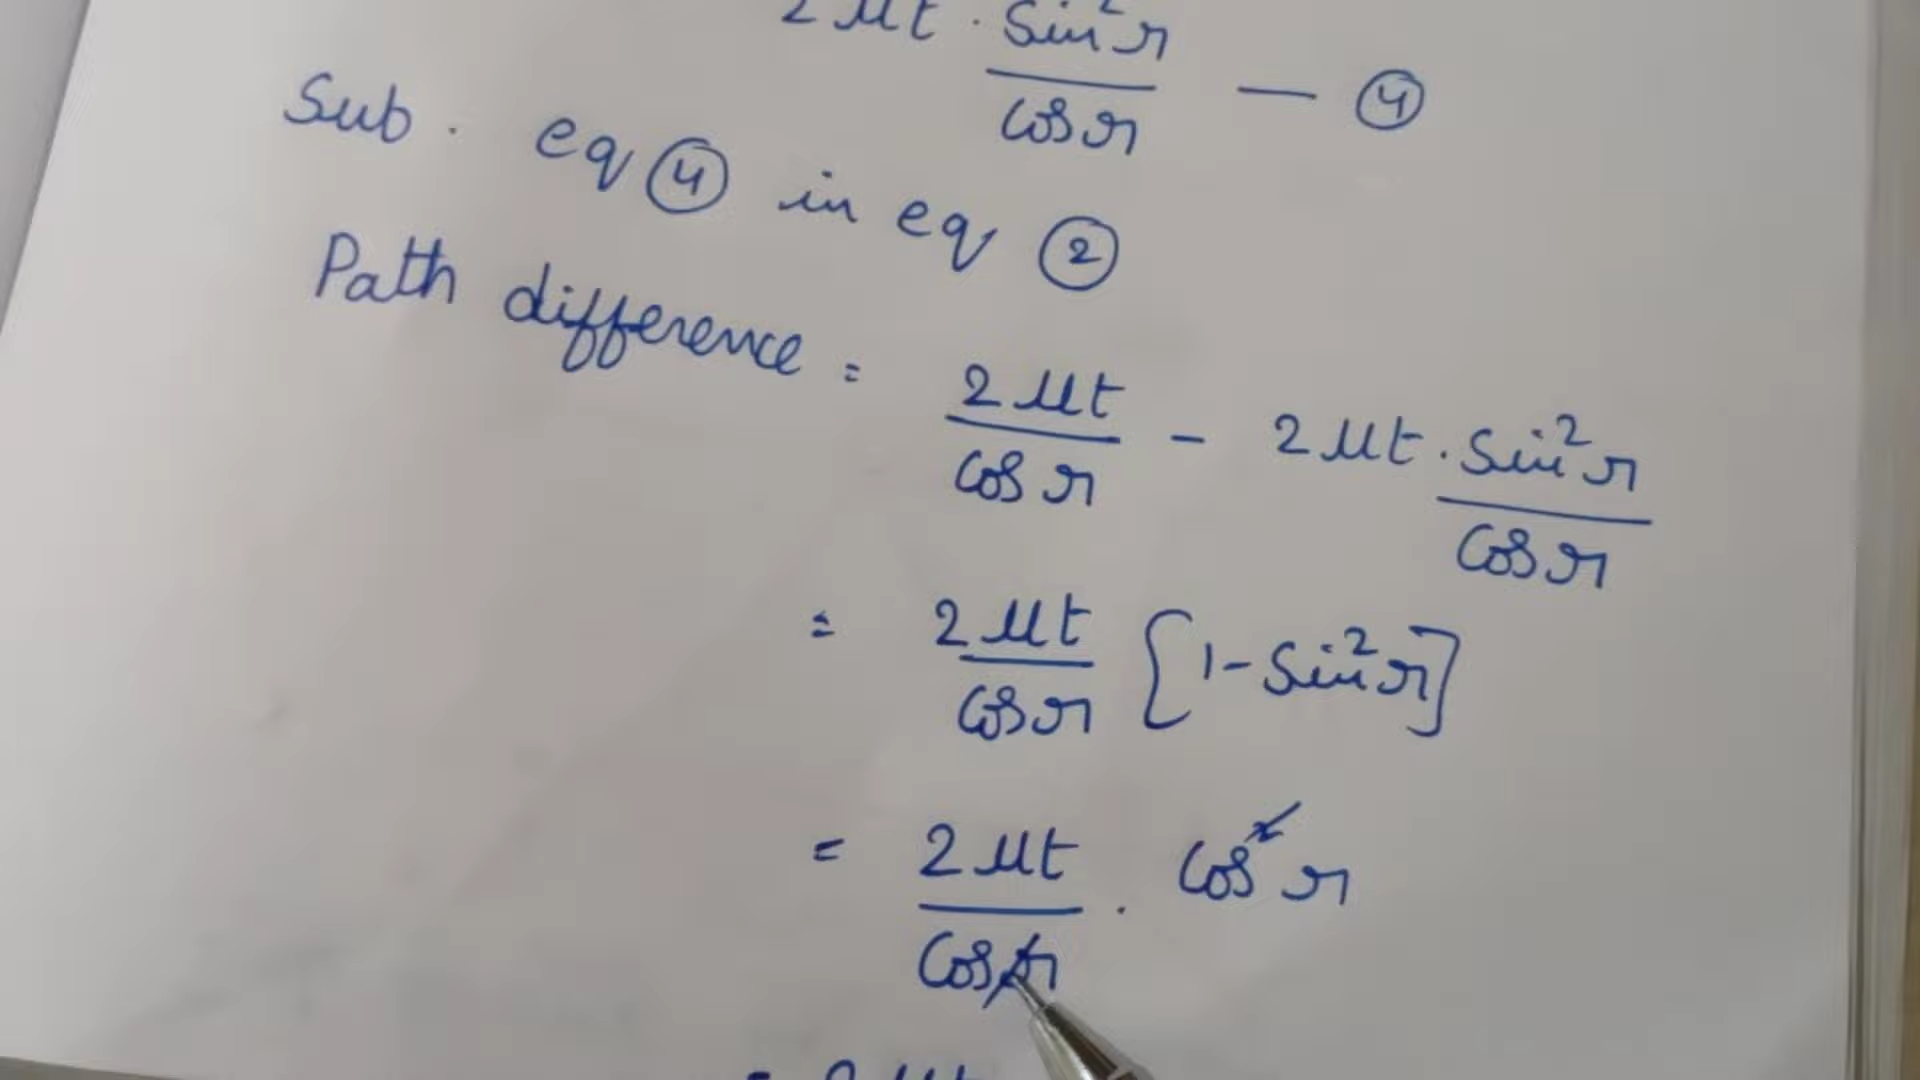 2μt · Sin²r / Cos r — ④
Sub. eq ④ in eq ②
Path difference = 2μt / Cos r - 2μt · Sin²r / Cos r
= 2μt / Cos r [1 - Sin²r]
= 2μt / Cos r · Cos²r
= 2μt